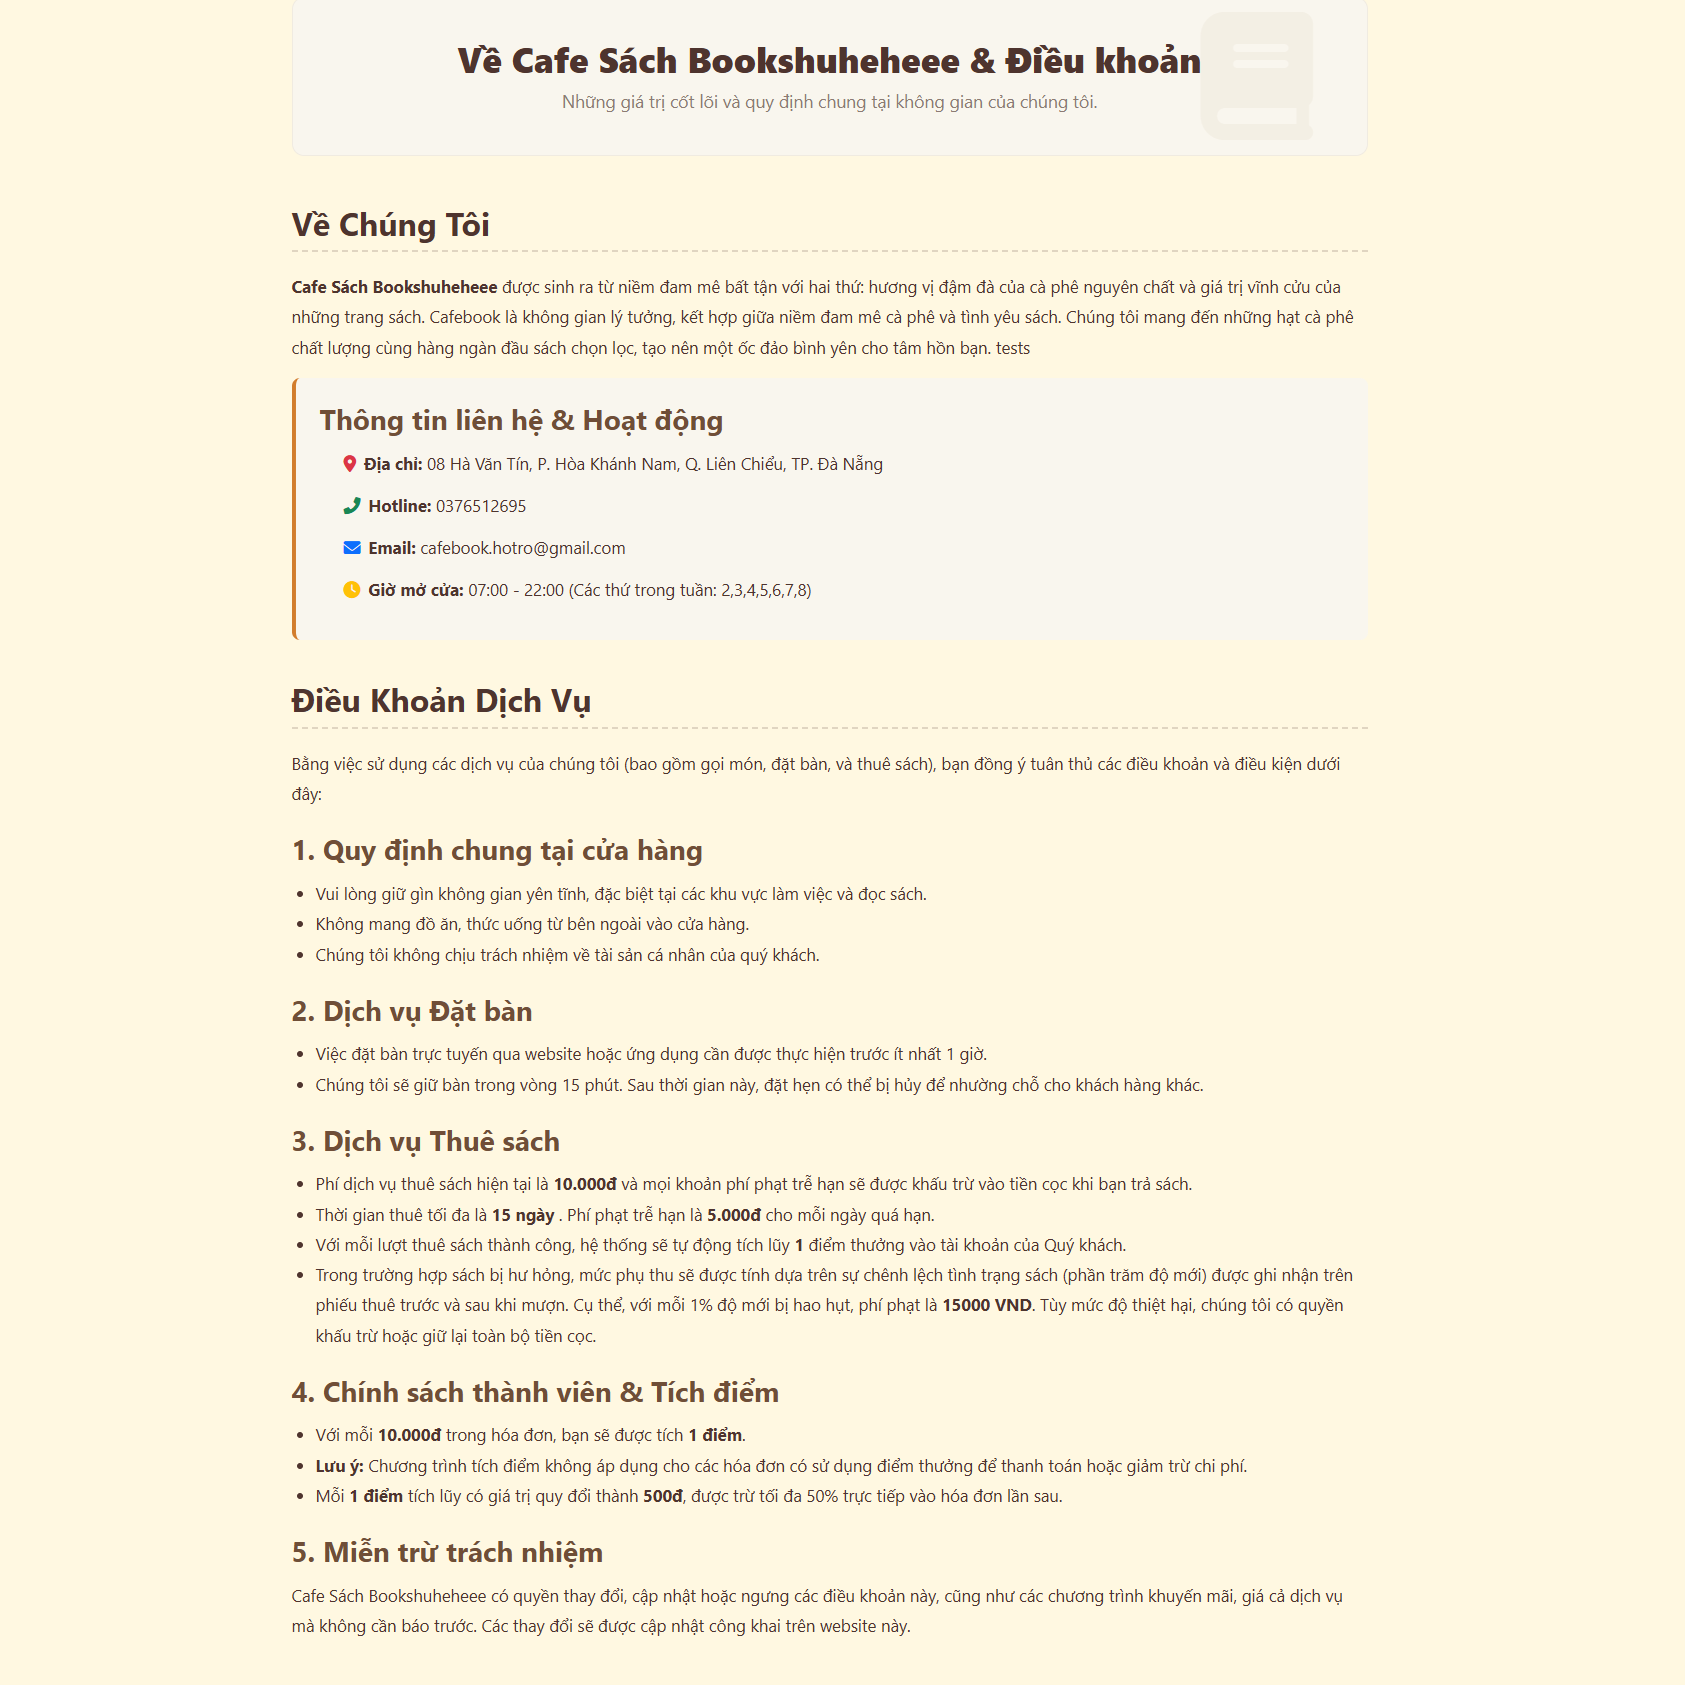 Về Cafe Sách Bookshuheheee & Điều khoản
Những giá trị cốt lõi và quy định chung tại không gian của chúng tôi.
Về Chúng Tôi
Cafe Sách Bookshuheheee được sinh ra từ niềm đam mê bất tận với hai thứ: hương vị đậm đà của cà phê nguyên chất và giá trị vĩnh cửu của
những trang sách. Cafebook là không gian lý tưởng, kết hợp giữa niềm đam mê cà phê và tình yêu sách. Chúng tôi mang đến những hạt cà phê
chất lượng cùng hàng ngàn đầu sách chọn lọc, tạo nên một ốc đảo bình yên cho tâm hồn bạn. tests
Thông tin liên hệ & Hoạt động
Địa chỉ: 08 Hà Văn Tín, P. Hòa Khánh Nam, Q. Liên Chiểu, TP. Đà Nẵng
Hotline: 0376512695
Email: cafebook.hotro@gmail.com
Giờ mở cửa: 07:00 - 22:00 (Các thứ trong tuần: 2,3,4,5,6,7,8)
Điều Khoản Dịch Vụ
Bằng việc sử dụng các dịch vụ của chúng tôi (bao gồm gọi món, đặt bàn, và thuê sách), bạn đồng ý tuân thủ các điều khoản và điều kiện dưới
đây:
1. Quy định chung tại cửa hàng
• Vui lòng giữ gìn không gian yên tĩnh, đặc biệt tại các khu vực làm việc và đọc sách.
• Không mang đồ ăn, thức uống từ bên ngoài vào cửa hàng.
• Chúng tôi không chịu trách nhiệm về tài sản cá nhân của quý khách.
2. Dịch vụ Đặt bàn
• Việc đặt bàn trực tuyến qua website hoặc ứng dụng cần được thực hiện trước ít nhất 1 giờ.
• Chúng tôi sẽ giữ bàn trong vòng 15 phút. Sau thời gian này, đặt hẹn có thể bị hủy để nhường chỗ cho khách hàng khác.
3. Dịch vụ Thuê sách
• Phí dịch vụ thuê sách hiện tại là 10.000đ và mọi khoản phí phạt trễ hạn sẽ được khấu trừ vào tiền cọc khi bạn trả sách.
• Thời gian thuê tối đa là 15 ngày . Phí phạt trễ hạn là 5.000đ cho mỗi ngày quá hạn.
• Với mỗi lượt thuê sách thành công, hệ thống sẽ tự động tích lũy 1 điểm thưởng vào tài khoản của Quý khách.
• Trong trường hợp sách bị hư hỏng, mức phụ thu sẽ được tính dựa trên sự chênh lệch tình trạng sách (phần trăm độ mới) được ghi nhận trên
phiếu thuê trước và sau khi mượn. Cụ thể, với mỗi 1% độ mới bị hao hụt, phí phạt là 15000 VND. Tùy mức độ thiệt hại, chúng tôi có quyền
khấu trừ hoặc giữ lại toàn bộ tiền cọc.
4. Chính sách thành viên & Tích điểm
• Với mỗi 10.000đ trong hóa đơn, bạn sẽ được tích 1 điểm.
• Lưu ý: Chương trình tích điểm không áp dụng cho các hóa đơn có sử dụng điểm thưởng để thanh toán hoặc giảm trừ chi phí.
• Mỗi 1 điểm tích lũy có giá trị quy đổi thành 500đ, được trừ tối đa 50% trực tiếp vào hóa đơn lần sau.
5. Miễn trừ trách nhiệm
Cafe Sách Bookshuheheee có quyền thay đổi, cập nhật hoặc ngưng các điều khoản này, cũng như các chương trình khuyến mãi, giá cả dịch vụ
mà không cần báo trước. Các thay đổi sẽ được cập nhật công khai trên website này.